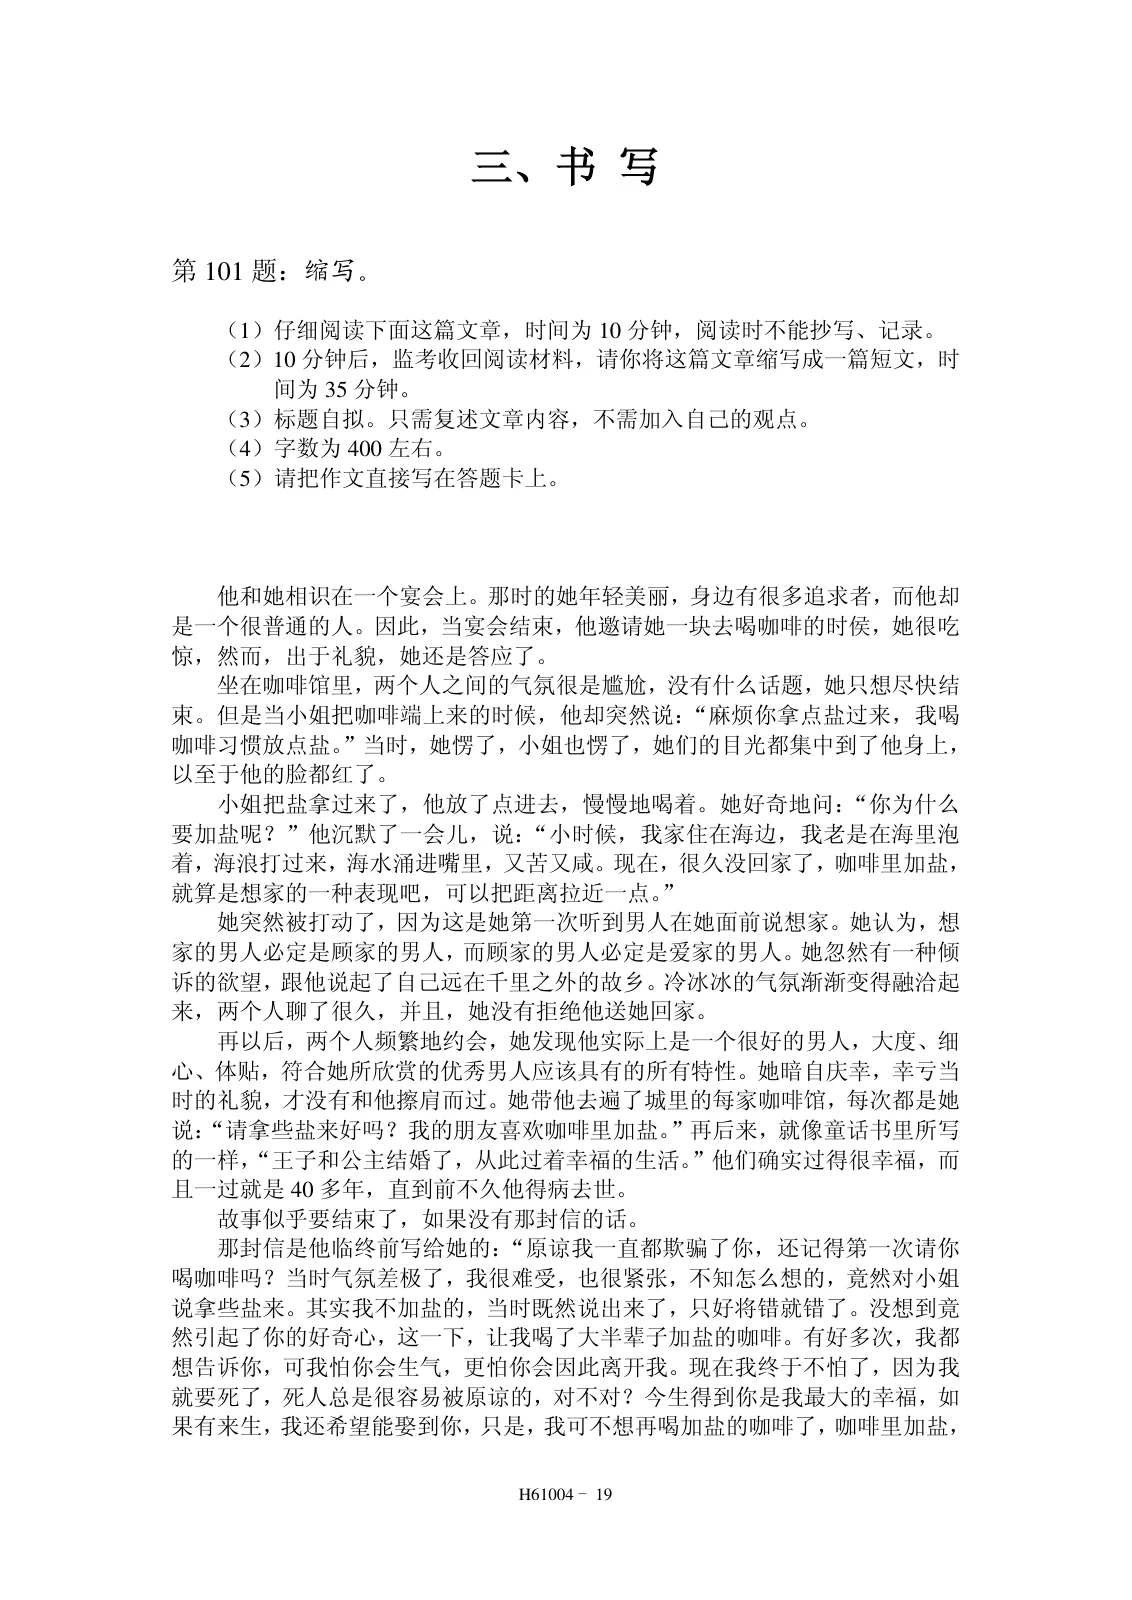 三、书 写
第 101 题：缩写。
（1）仔细阅读下面这篇文章，时间为 10 分钟，阅读时不能抄写、记录。
（2）10 分钟后，监考收回阅读材料，请你将这篇文章缩写成一篇短文，时
间为 35 分钟。
（3）标题自拟。只需复述文章内容，不需加入自己的观点。
（4）字数为 400 左右。
（5）请把作文直接写在答题卡上。
他和她相识在一个宴会上。那时的她年轻美丽，身边有很多追求者，而他却
是一个很普通的人。因此，当宴会结束，他邀请她一块去喝咖啡的时侯，她很吃
惊，然而，出于礼貌，她还是答应了。
坐在咖啡馆里，两个人之间的气氛很是尴尬，没有什么话题，她只想尽快结
束。但是当小姐把咖啡端上来的时候，他却突然说：“麻烦你拿点盐过来，我喝
咖啡习惯放点盐。”当时，她愣了，小姐也愣了，她们的目光都集中到了他身上，
以至于他的脸都红了。
小姐把盐拿过来了，他放了点进去，慢慢地喝着。她好奇地问：“你为什么
要加盐呢？”他沉默了一会儿，说：“小时候，我家住在海边，我老是在海里泡
着，海浪打过来，海水涌进嘴里，又苦又咸。现在，很久没回家了，咖啡里加盐，
就算是想家的一种表现吧，可以把距离拉近一点。”
她突然被打动了，因为这是她第一次听到男人在她面前说想家。她认为，想
家的男人必定是顾家的男人，而顾家的男人必定是爱家的男人。她忽然有一种倾
诉的欲望，跟他说起了自己远在千里之外的故乡。冷冰冰的气氛渐渐变得融洽起
来，两个人聊了很久，并且，她没有拒绝他送她回家。
再以后，两个人频繁地约会，她发现他实际上是一个很好的男人，大度、细
心、体贴，符合她所欣赏的优秀男人应该具有的所有特性。她暗自庆幸，幸亏当
时的礼貌，才没有和他擦肩而过。她带他去遍了城里的每家咖啡馆，每次都是她
说：“请拿些盐来好吗？我的朋友喜欢咖啡里加盐。”再后来，就像童话书里所写
的一样，“王子和公主结婚了，从此过着幸福的生活。”他们确实过得很幸福，而
且一过就是 40 多年，直到前不久他得病去世。
故事似乎要结束了，如果没有那封信的话。
那封信是他临终前写给她的：“原谅我一直都欺骗了你，还记得第一次请你
喝咖啡吗？当时气氛差极了，我很难受，也很紧张，不知怎么想的，竟然对小姐
说拿些盐来。其实我不加盐的，当时既然说出来了，只好将错就错了。没想到竟
然引起了你的好奇心，这一下，让我喝了大半辈子加盐的咖啡。有好多次，我都
想告诉你，可我怕你会生气，更怕你会因此离开我。现在我终于不怕了，因为我
就要死了，死人总是很容易被原谅的，对不对？今生得到你是我最大的幸福，如
果有来生，我还希望能娶到你，只是，我可不想再喝加盐的咖啡了，咖啡里加盐，
H61004－ 19